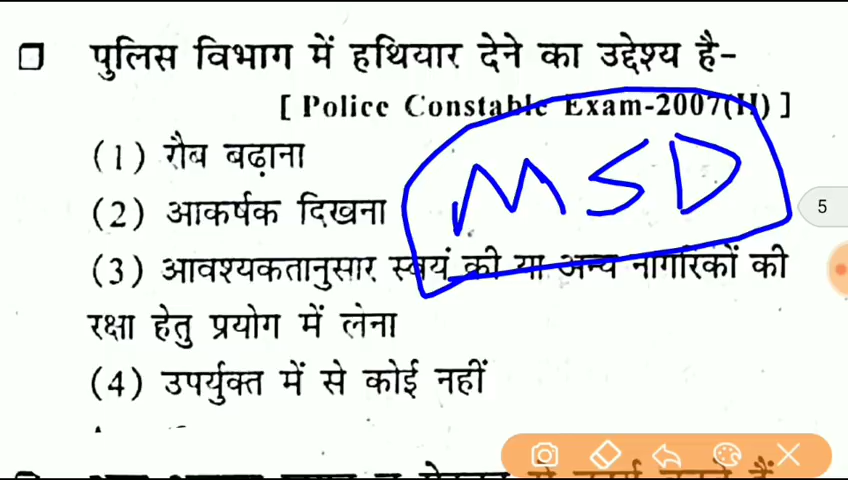 पुलिस विभाग में हथियार देने का उद्देश्य है-
[ Police Constable Exam-2007(II) ]
(1) रौब बढ़ाना
MSD
(2) आकर्षक दिखना
5
(3) आवश्यकतानुसार स्वयं की या अन्य नागरिकों की
रक्षा हेतु प्रयोग में लेना
(4) उपर्युक्त में से कोई नहीं